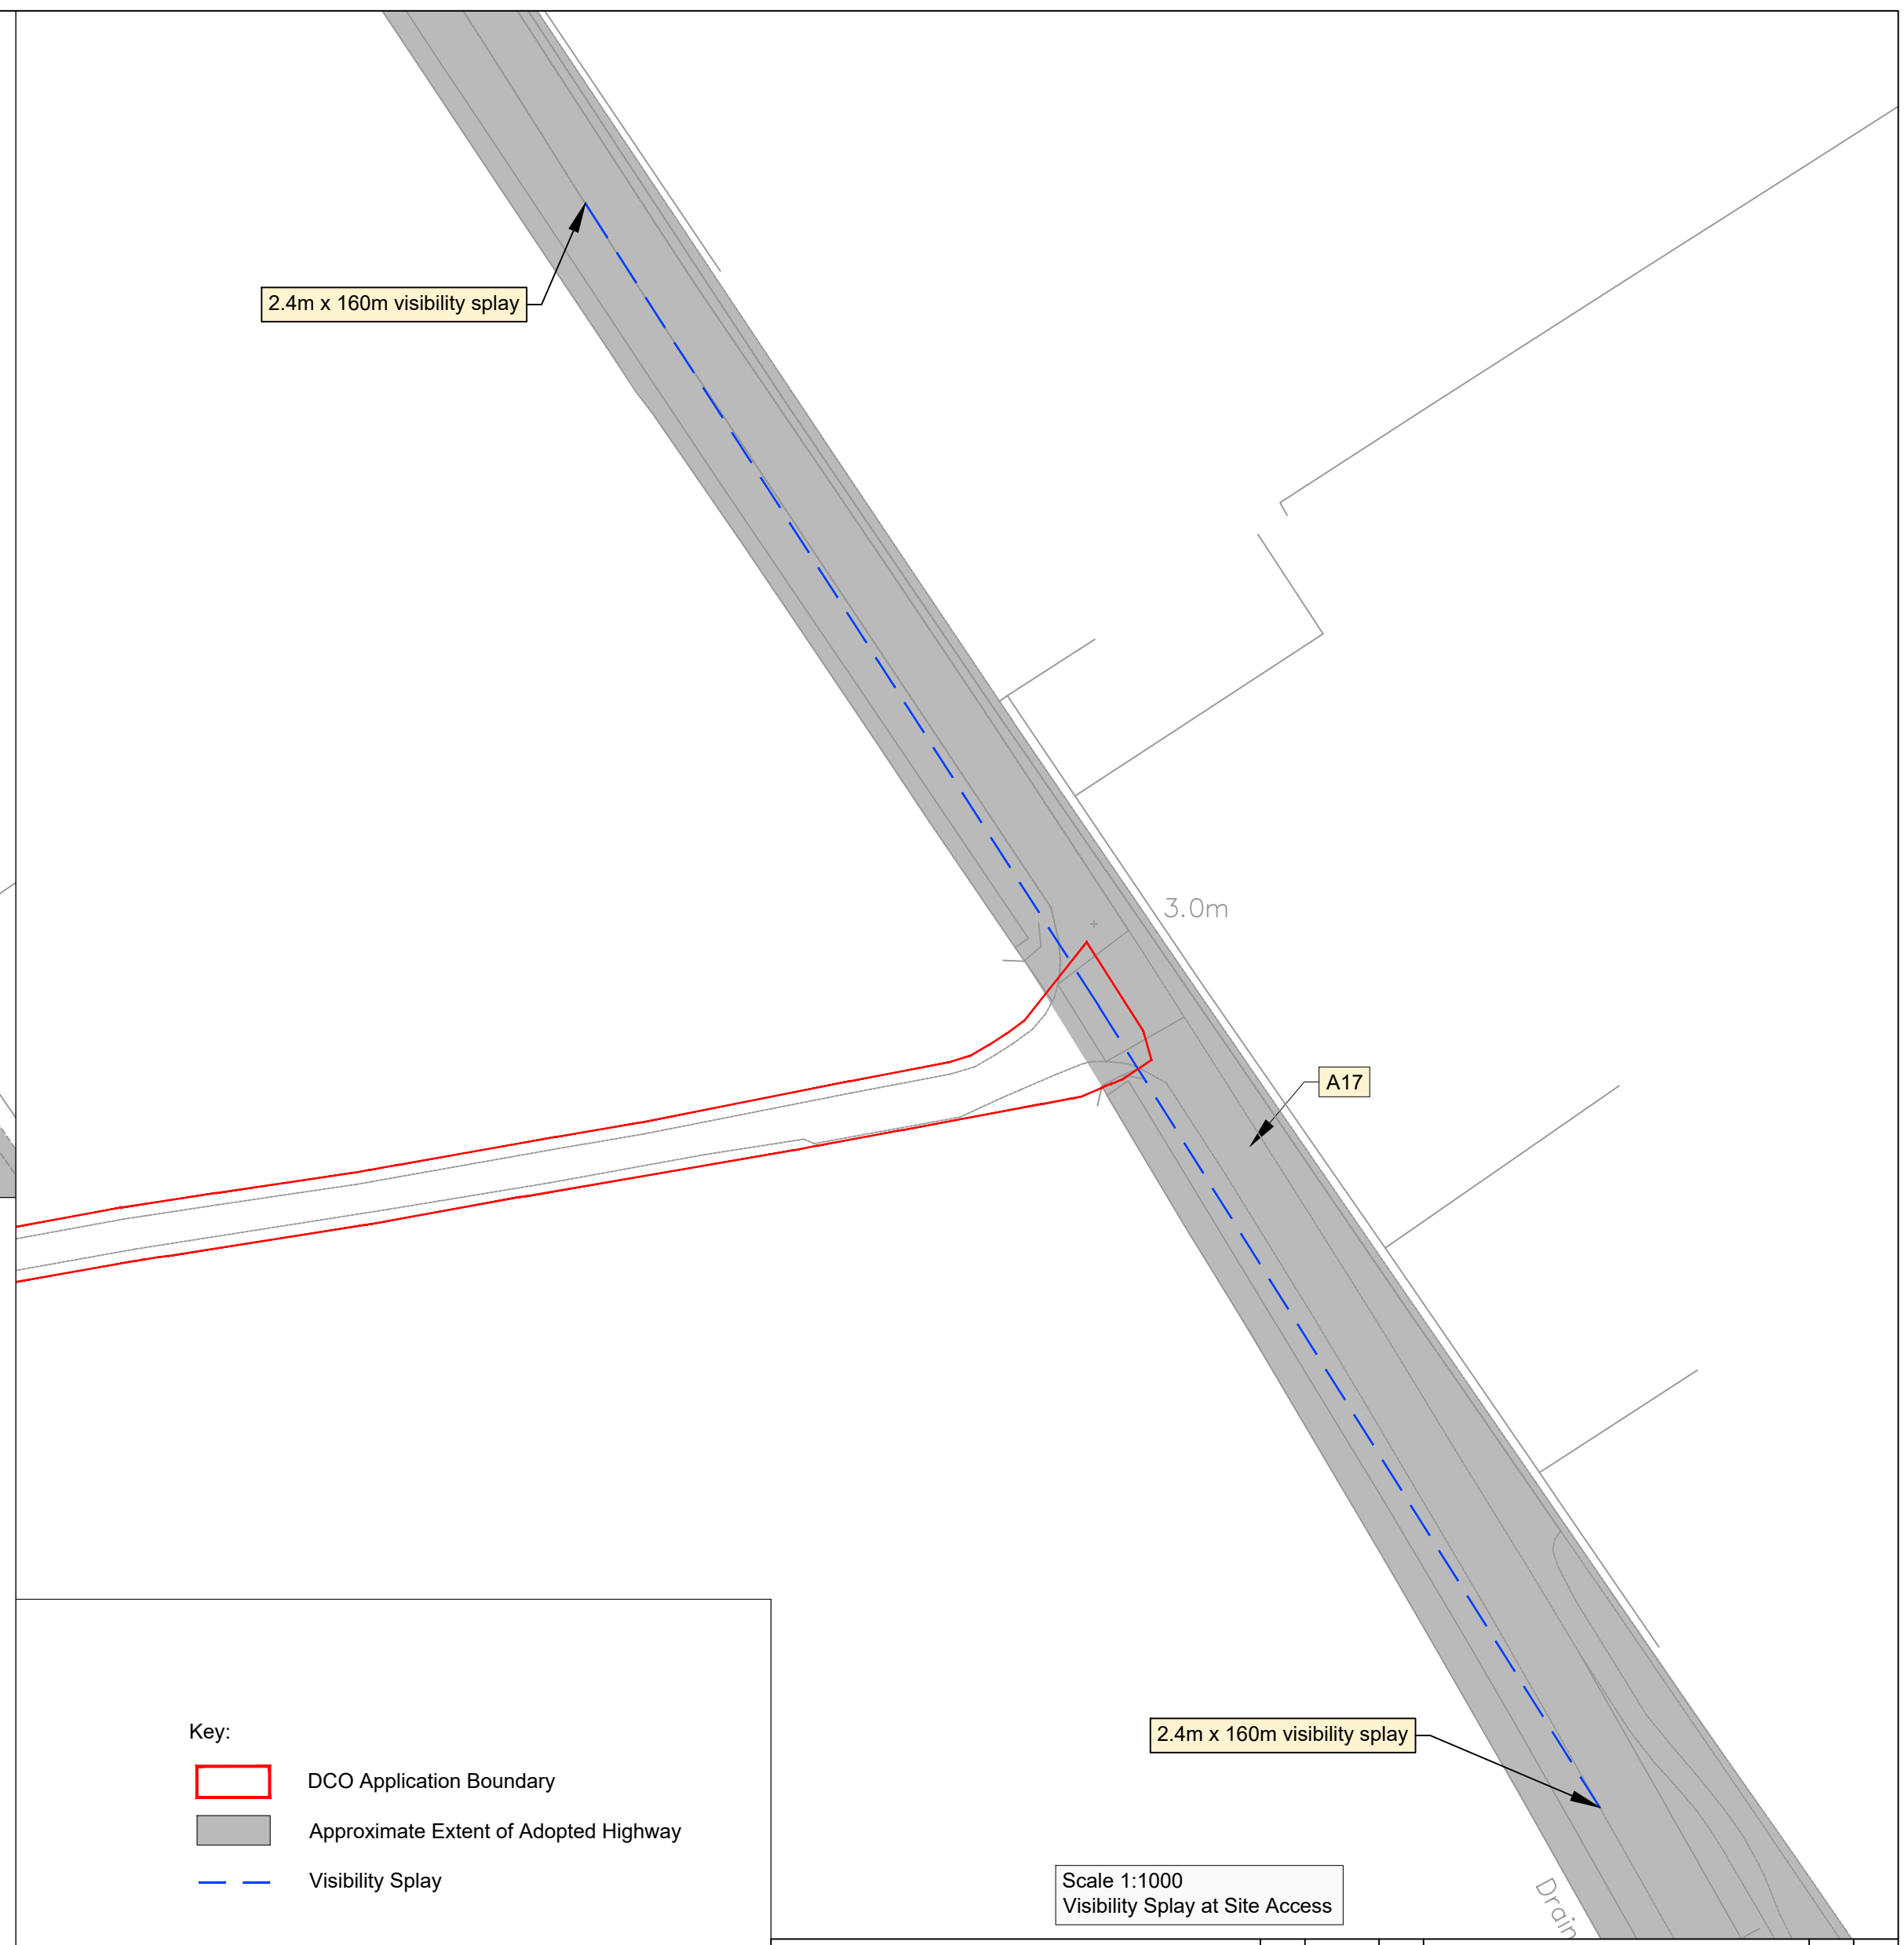 2.4m x 160m visibility splay
3.0m
A17
2.4m x 160m visibility splay
Key:
DCO Application Boundary
Approximate Extent of Adopted Highway
Visibility Splay
Scale 1:1000
Visibility Splay at Site Access
Drain